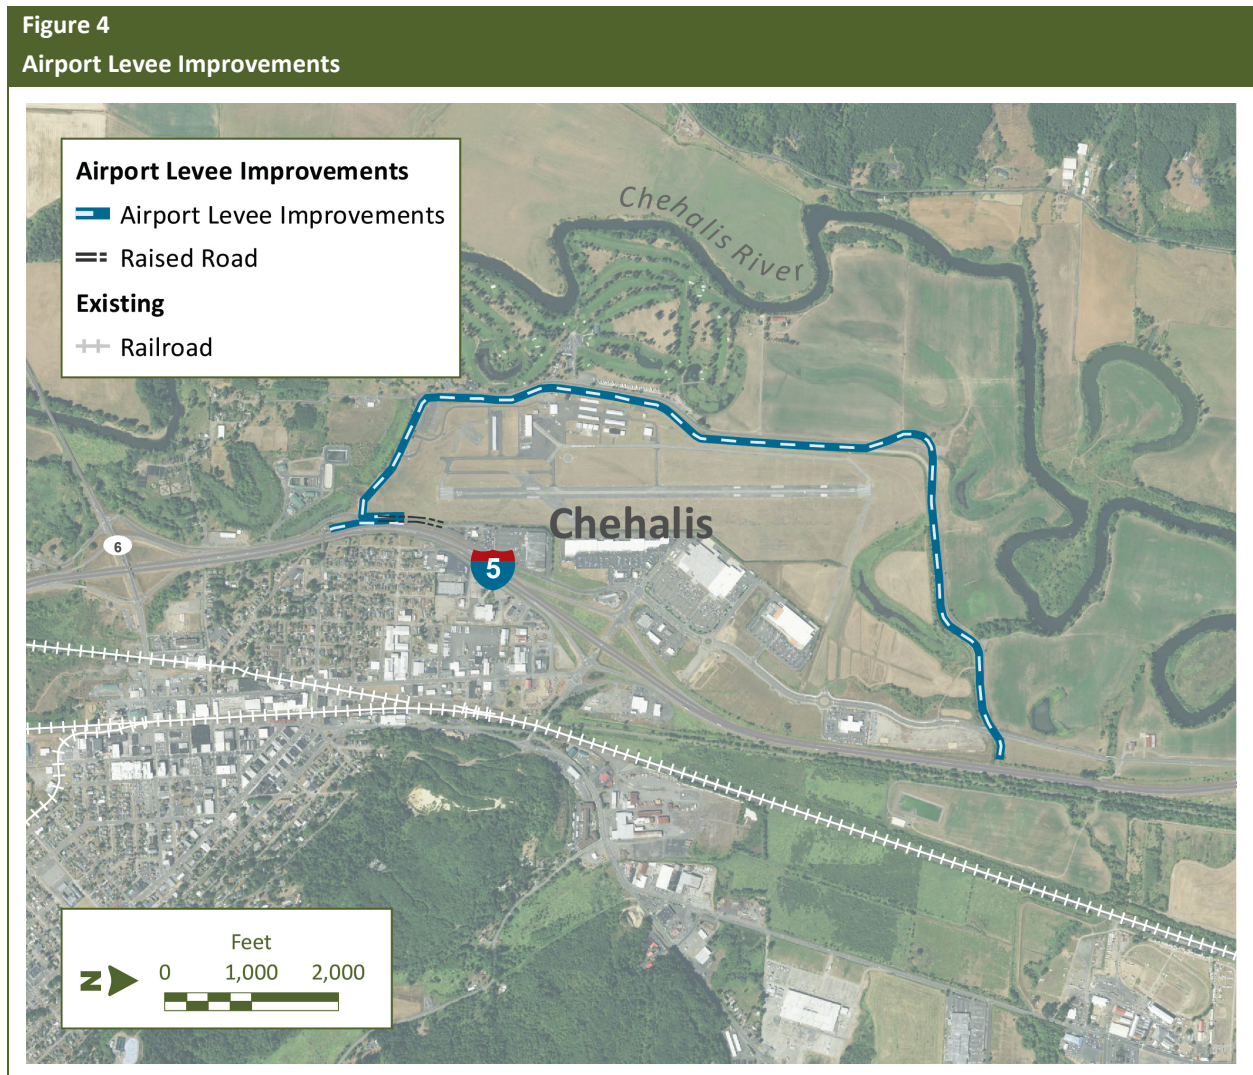 Figure 4
Airport Levee Improvements
Airport Levee Improvements
Airport Levee Improvements
Raised Road
Existing
Railroad
Chehalis River
Chehalis
6
5
Feet
0 1,000 2,000
N